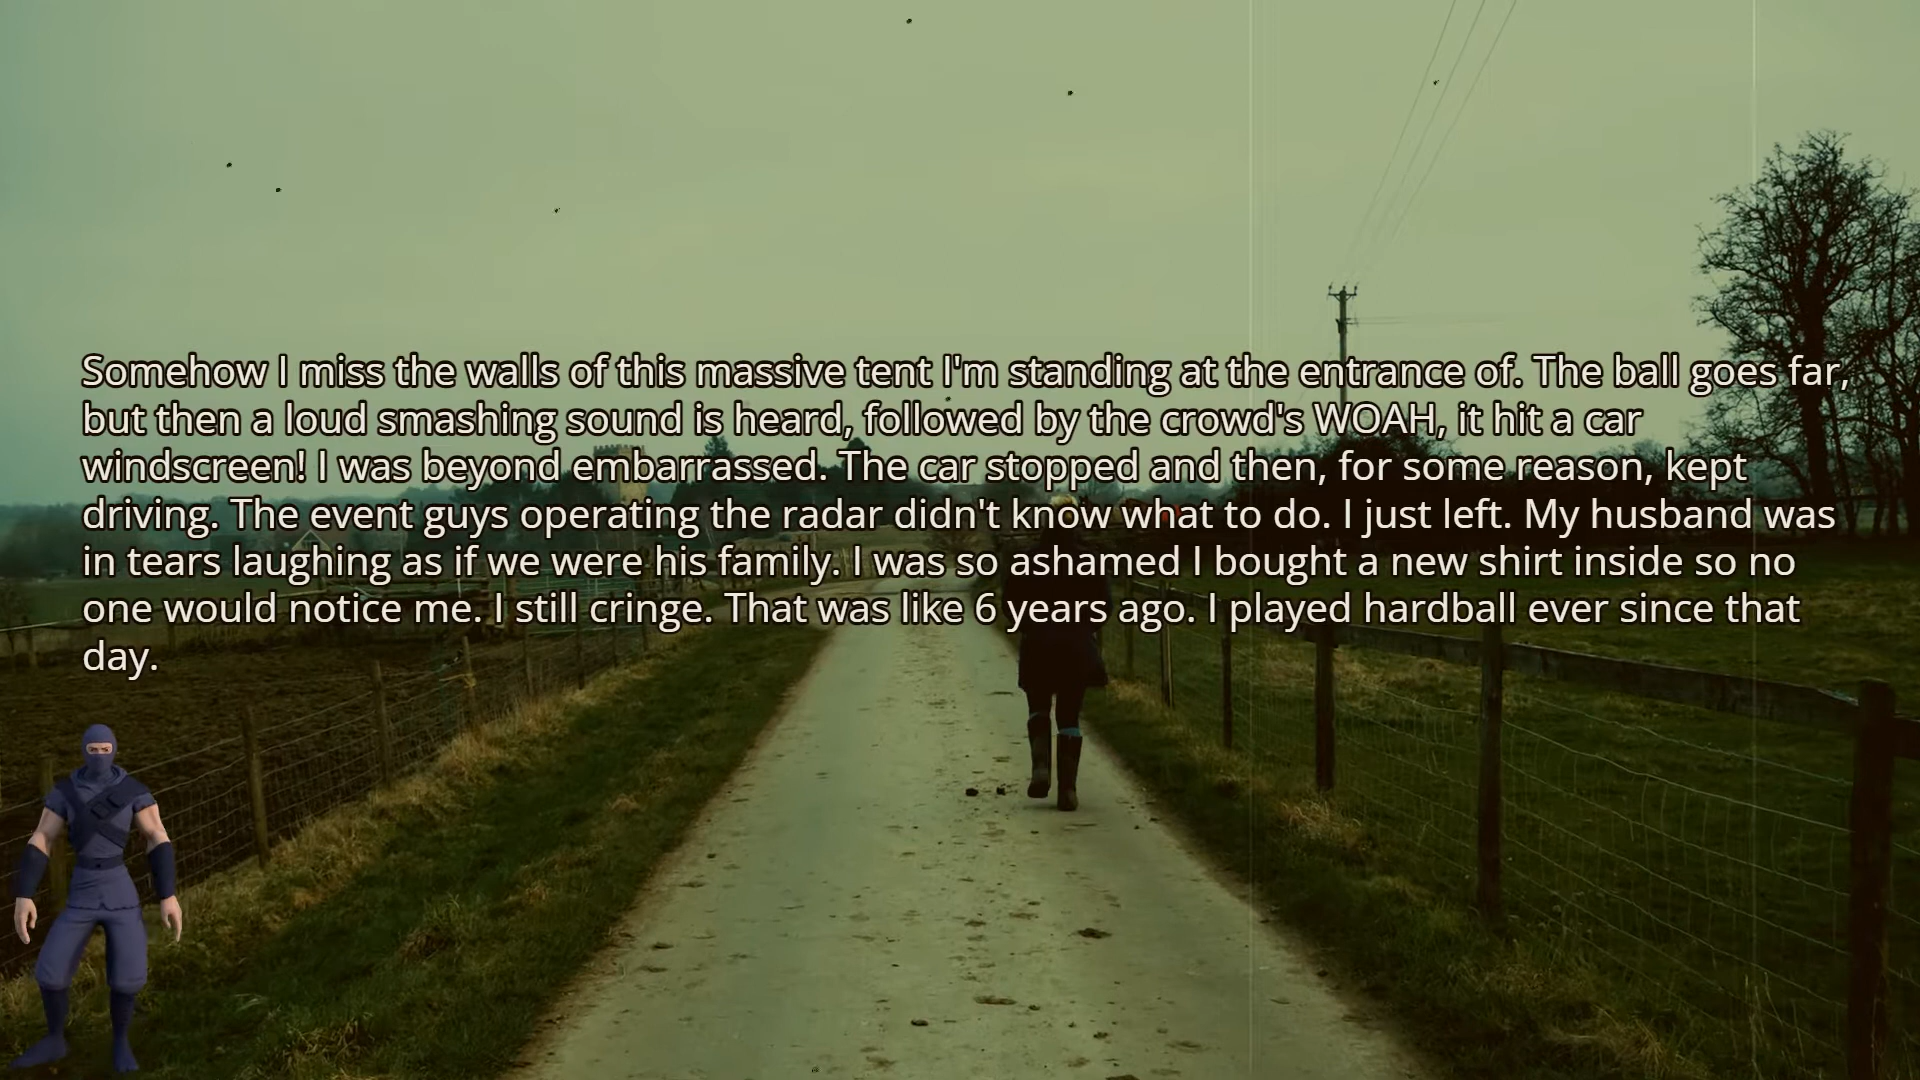 Somehow I miss the walls of this massive tent I'm standing at the entrance of. The ball goes far,
but then a loud smashing sound is heard, followed by the crowd's WOAH, it hit a car
windscreen! I was beyond embarrassed. The car stopped and then, for some reason, kept
driving. The event guys operating the radar didn't know what to do. I just left. My husband was
in tears laughing as if we were his family. I was so ashamed I bought a new shirt inside so no
one would notice me. I still cringe. That was like 6 years ago. I played hardball ever since that
day.